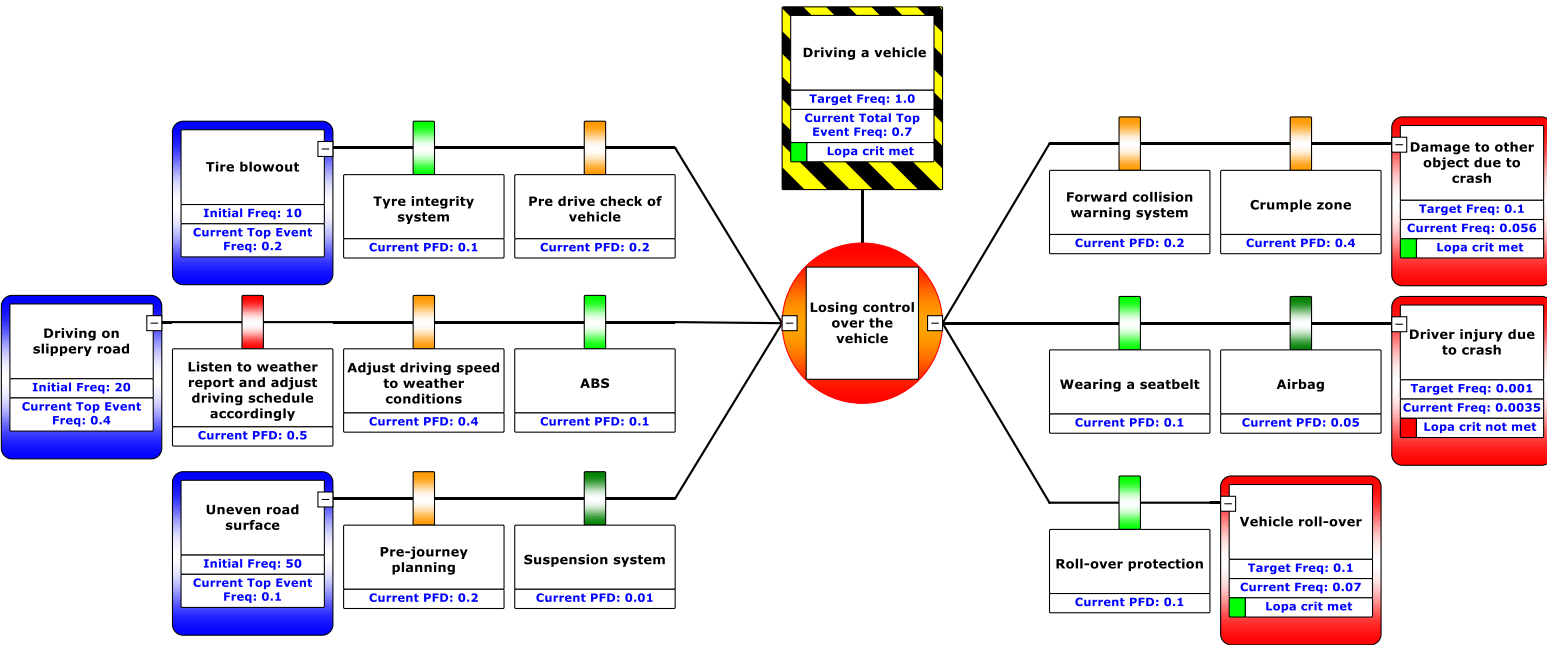 Driving a vehicle
Target Freq: 1.0
Current Total Top
Event Freq: 0.7
Lopa crit met
Tire blowout
Initial Freq: 10
Current Top Event
Freq: 0.2
Tyre integrity
system
Current PFD: 0.1
Pre drive check of
vehicle
Current PFD: 0.2
Driving on
slippery road
Initial Freq: 20
Current Top Event
Freq: 0.4
Listen to weather
report and adjust
driving schedule
accordingly
Current PFD: 0.5
Adjust driving speed
to weather
conditions
Current PFD: 0.4
ABS
Current PFD: 0.1
Uneven road
surface
Initial Freq: 50
Current Top Event
Freq: 0.1
Pre-journey
planning
Current PFD: 0.2
Suspension system
Current PFD: 0.01
Losing control
over the
vehicle
Forward collision
warning system
Current PFD: 0.2
Crumple zone
Current PFD: 0.4
Damage to other
object due to
crash
Target Freq: 0.1
Current Freq: 0.056
Lopa crit met
Wearing a seatbelt
Current PFD: 0.1
Airbag
Current PFD: 0.05
Driver injury due
to crash
Target Freq: 0.001
Current Freq: 0.0035
Lopa crit not met
Roll-over protection
Current PFD: 0.1
Vehicle roll-over
Target Freq: 0.1
Current Freq: 0.07
Lopa crit met